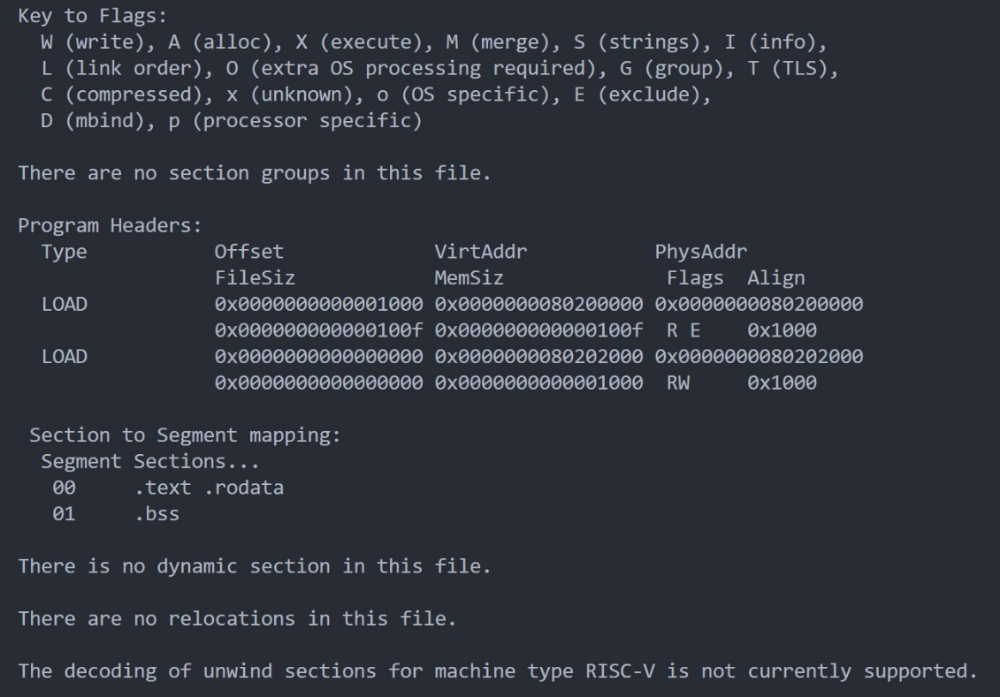 Key to Flags:
  W (write), A (alloc), X (execute), M (merge), S (strings), I (info),
  L (link order), O (extra OS processing required), G (group), T (TLS),
  C (compressed), x (unknown), o (OS specific), E (exclude),
  D (mbind), p (processor specific)

There are no section groups in this file.

Program Headers:
  Type           Offset             VirtAddr           PhysAddr
                 FileSiz            MemSiz              Flags  Align
  LOAD           0x0000000000001000 0x0000000080200000 0x0000000080200000
                 0x000000000000100f 0x000000000000100f  R E    0x1000
  LOAD           0x0000000000000000 0x0000000080202000 0x0000000080202000
                 0x0000000000000000 0x0000000000001000  RW     0x1000

 Section to Segment mapping:
  Segment Sections...
   00     .text .rodata
   01     .bss

There is no dynamic section in this file.

There are no relocations in this file.

The decoding of unwind sections for machine type RISC-V is not currently supported.